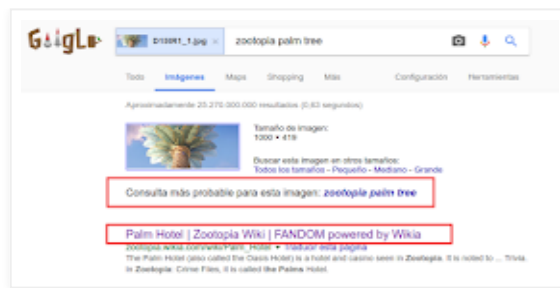 D108R1_1.jpg × zootopia palm tree
Todo Imágenes Maps Shopping Más Configuración Herramientas
Aproximadamente 25.270.000.000 resultados (0,63 segundos)
Tamaño de imagen:
1000 × 419
Buscar esta imagen en otros tamaños:
Todos los tamaños - Pequeño - Mediano - Grande
Consulta más probable para esta imagen: zootopia palm tree
Palm Hotel | Zootopia Wiki | FANDOM powered by Wikia
zootopia.wikia.com/wiki/Palm_Hotel ▾ Traducir esta página
The Palm Hotel (also called the Oasis Hotel) is a hotel and casino seen in Zootopia. It is noted to ... Trivia.
In Zootopia: Crime Files, it is called the Palms Hotel.